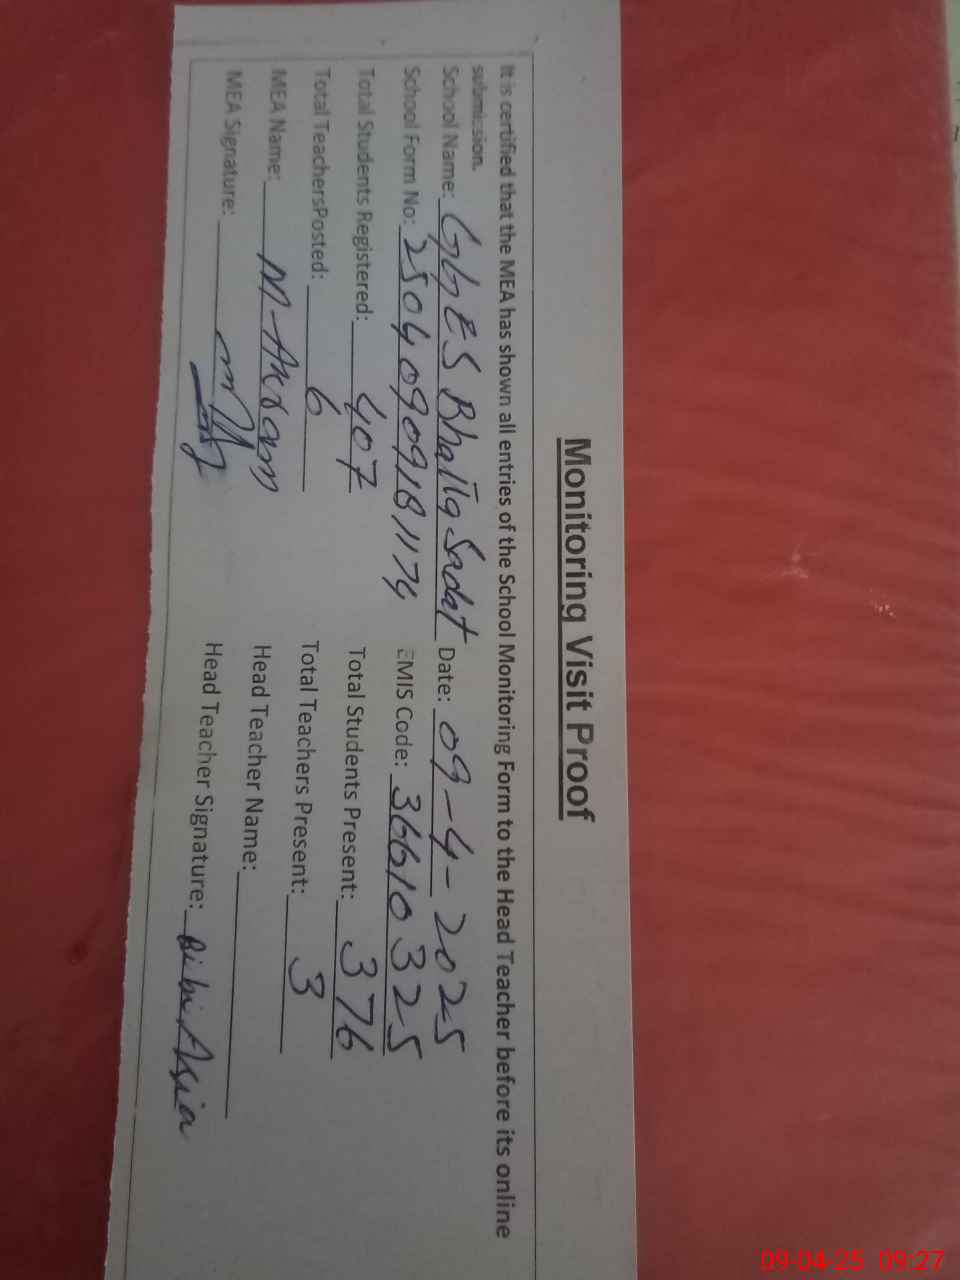 Monitoring Visit Proof
It is certified that the MEA has shown all entries of the School Monitoring Form to the Head Teacher before its online
submission.
School Name: GGES Bhatia Sadat Date: 09-4-2025
School Form No: 25040909181174 EMIS Code: 36610325
Total Students Registered: 407 Total Students Present: 376
Total TeachersPosted: 6 Total Teachers Present: 3
MEA Name: M-Akram Head Teacher Name:
MEA Signature: Head Teacher Signature: Bibi Asia
09-04-25 09:27